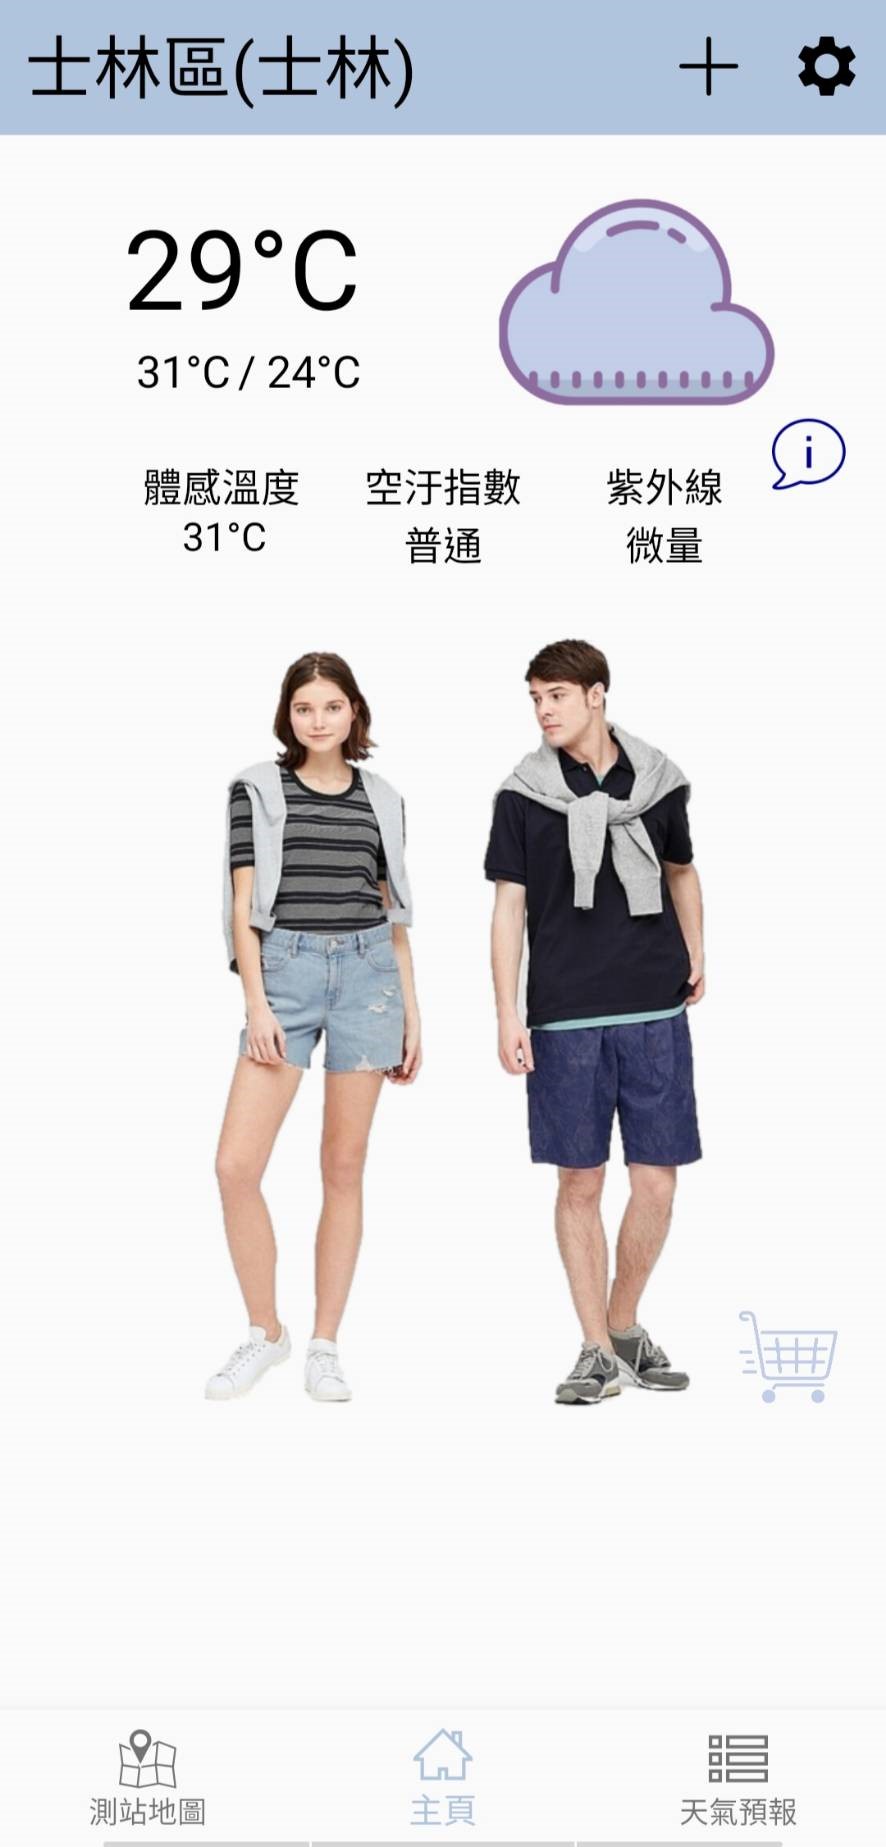 士林區(士林)
29°C
31°C / 24°C
體感溫度 空汙指數 紫外線
31°C 普通 微量
i
測站地圖 主頁 天氣預報